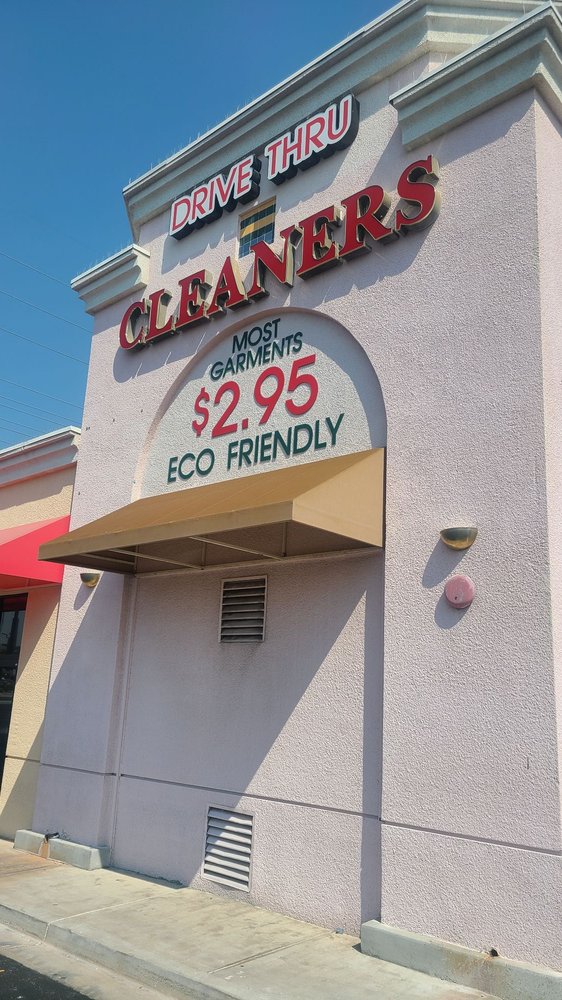 DRIVE THRU
CLEANERS
MOST
GARMENTS
$2.95
ECO FRIENDLY